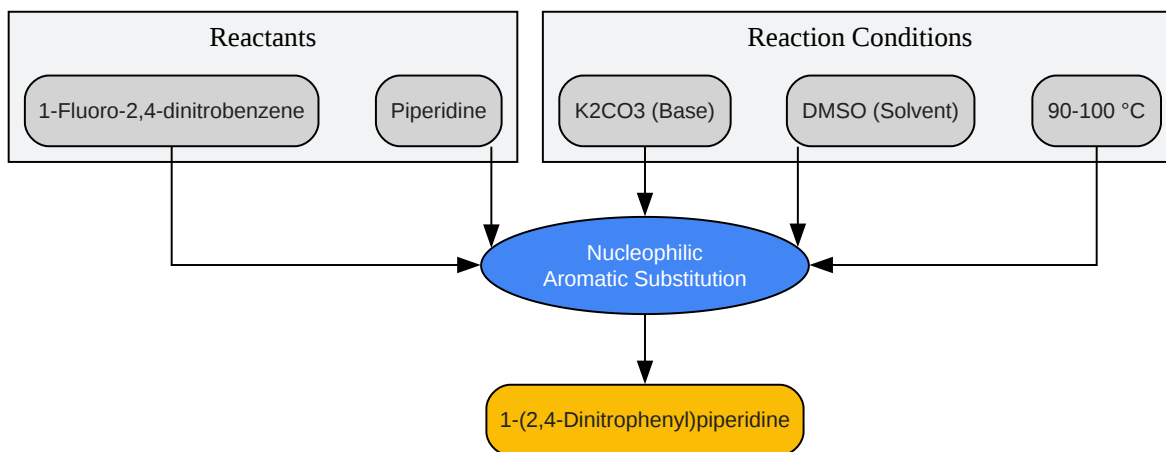 Reactants
Reaction Conditions
1-Fluoro-2,4-dinitrobenzene
Piperidine
K2CO3 (Base)
DMSO (Solvent)
90-100 °C
Nucleophilic
Aromatic Substitution
1-(2,4-Dinitrophenyl)piperidine